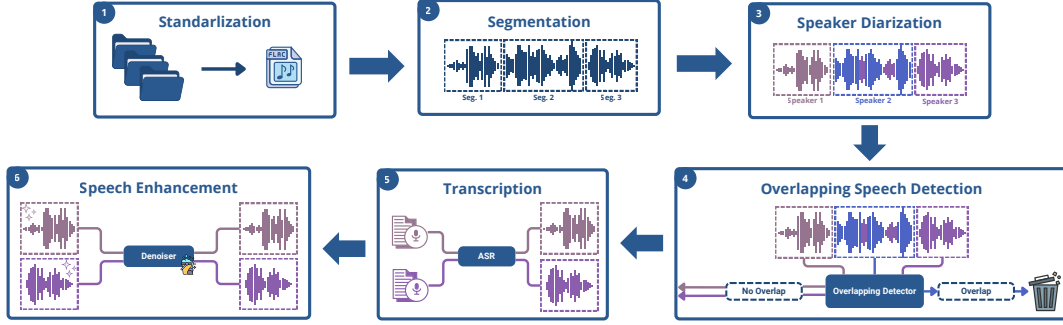 1
Standarlization
FLAC
2
Segmentation
Seg. 1
Seg. 2
Seg. 3
3
Speaker Diarization
Speaker 1
Speaker 2
Speaker 3
4
Overlapping Speech Detection
No Overlap
Overlapping Detector
Overlap
5
Transcription
ASR
6
Speech Enhancement
Denoiser